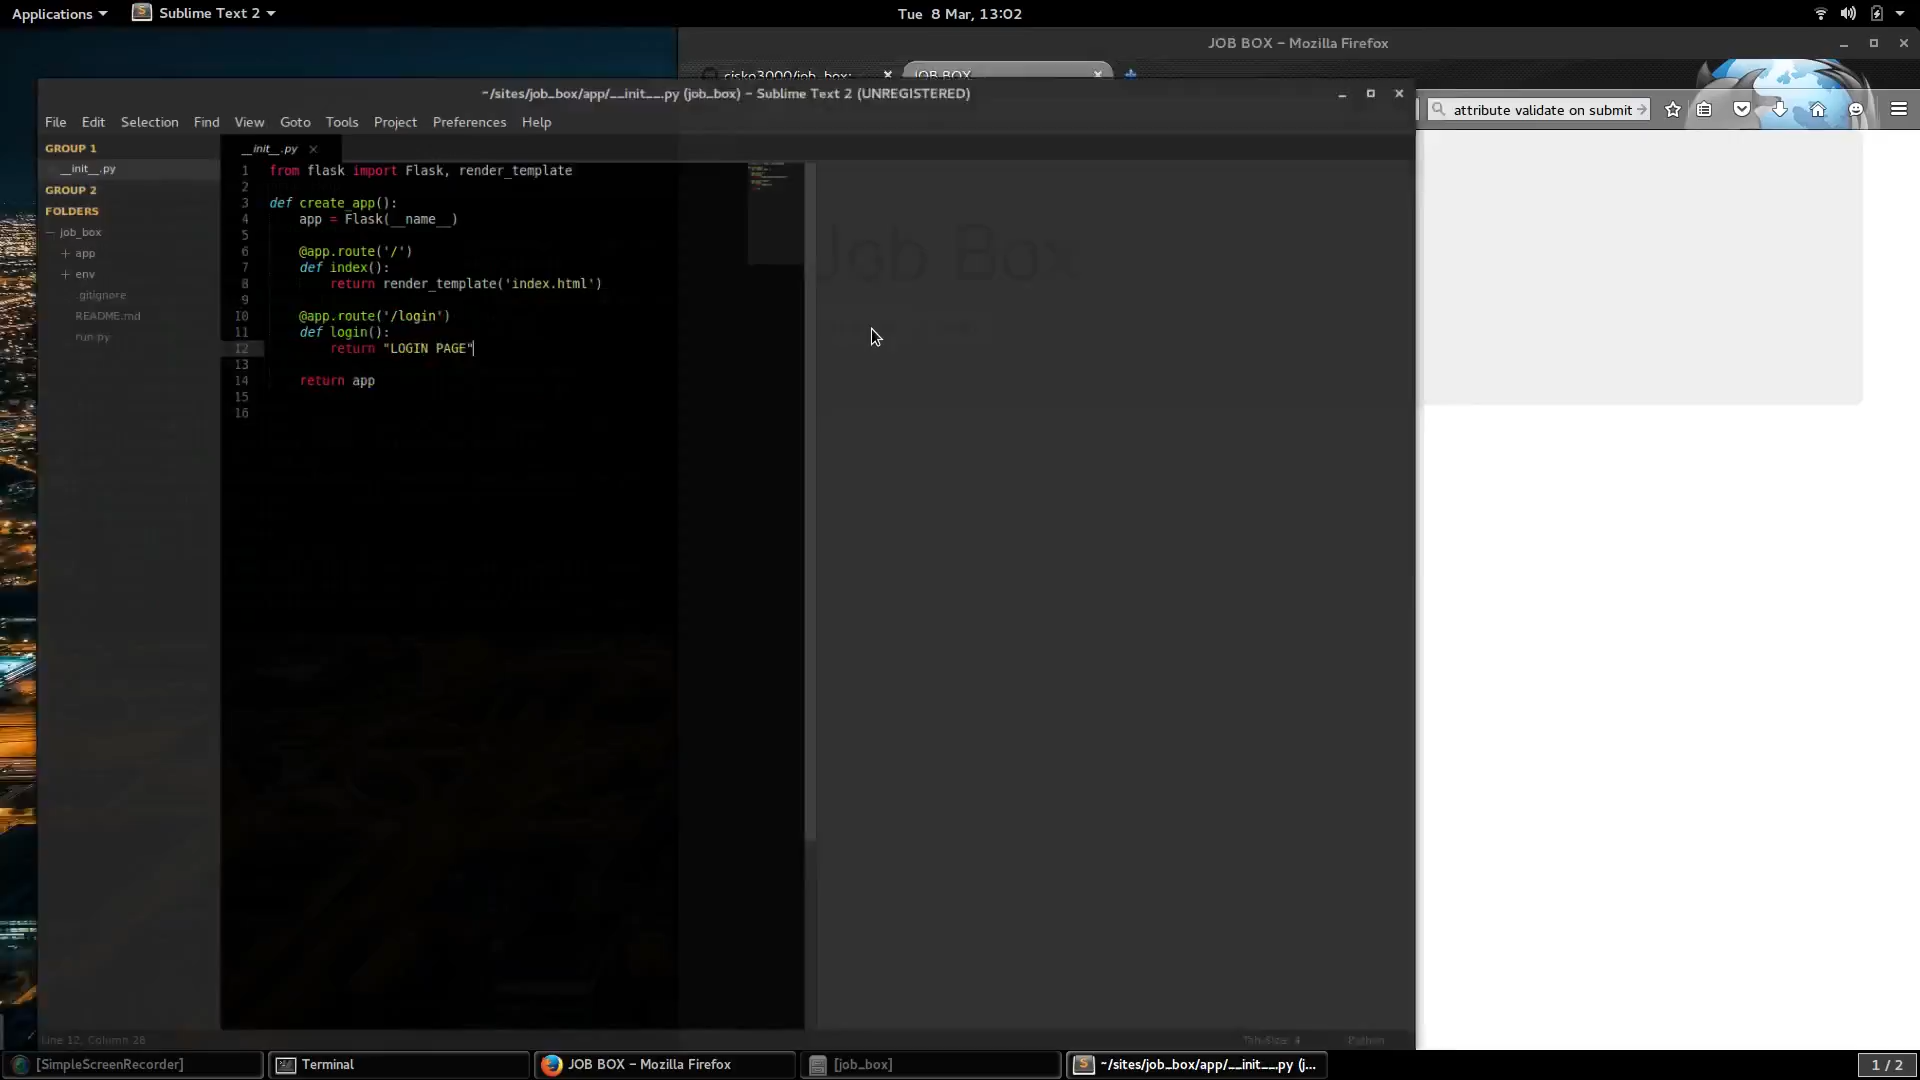 Applications
Sublime Text 2
Tue 8 Mar, 13:02
JOB BOX - Mozilla Firefox
risko3000/job_box:
JOB BOX
attribute validate on submit
~/sites/job_box/app/__init__.py (job_box) - Sublime Text 2 (UNREGISTERED)
File Edit Selection Find View Goto Tools Project Preferences Help
GROUP 1
__init__.py
GROUP 2
FOLDERS
job_box
app
env
.gitignore
README.md
run.py
__init__.py
1 from flask import Flask, render_template
2
3 def create_app():
4     app = Flask(__name__)
5
6     @app.route('/')
7     def index():
8         return render_template('index.html')
9
10     @app.route('/login')
11     def login():
12         return "LOGIN PAGE"
13
14     return app
15
16
Job Box
Line 12, Column 28
Tab Size: 4
Python
[SimpleScreenRecorder]
Terminal
JOB BOX - Mozilla Firefox
[job_box]
~/sites/job_box/app/__init__.py (j...
1 / 2